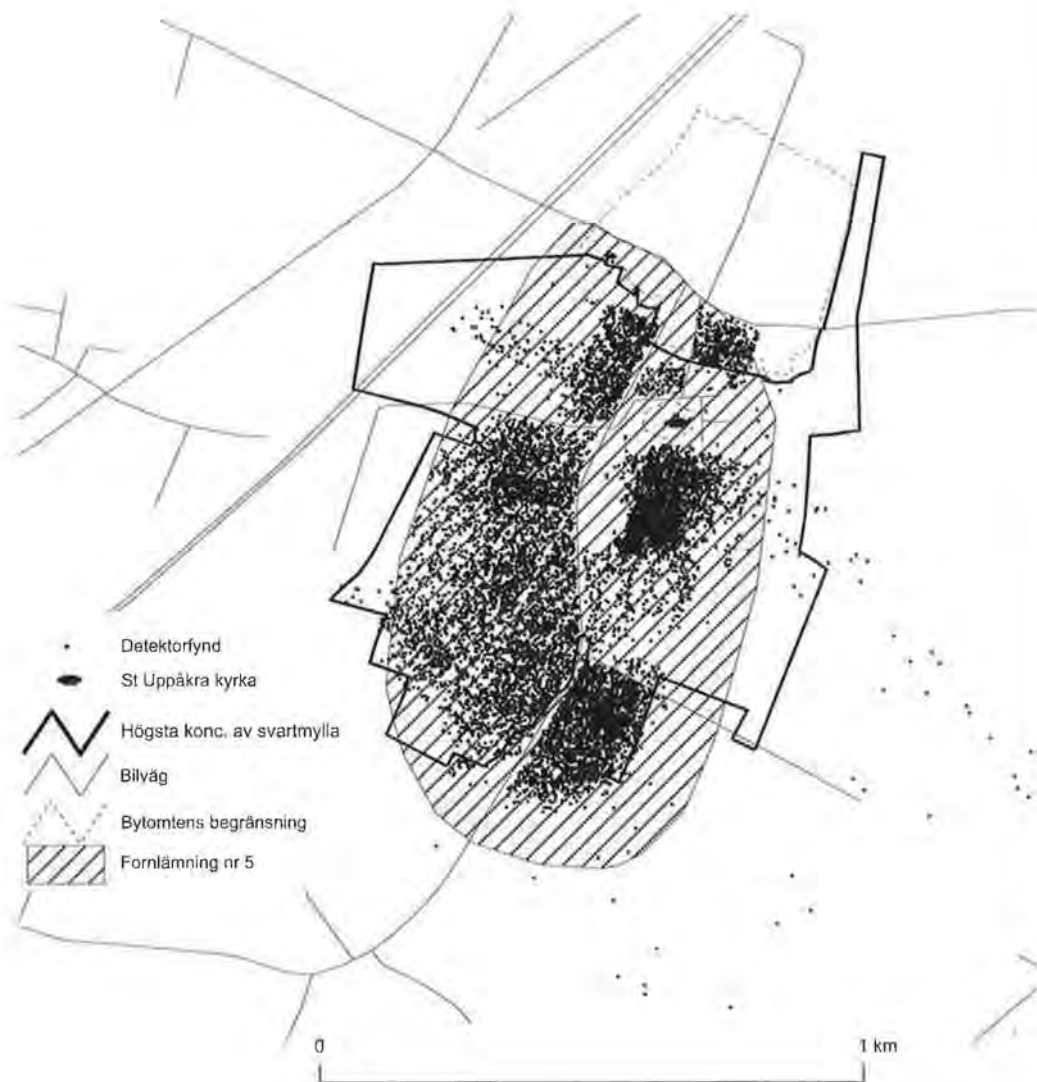 Detektorfynd
St Uppåkra kyrka
Högsta konc. av svartmylla
Bilväg
Bytomtens begränsning
Fornlämning nr 5
0
1 km